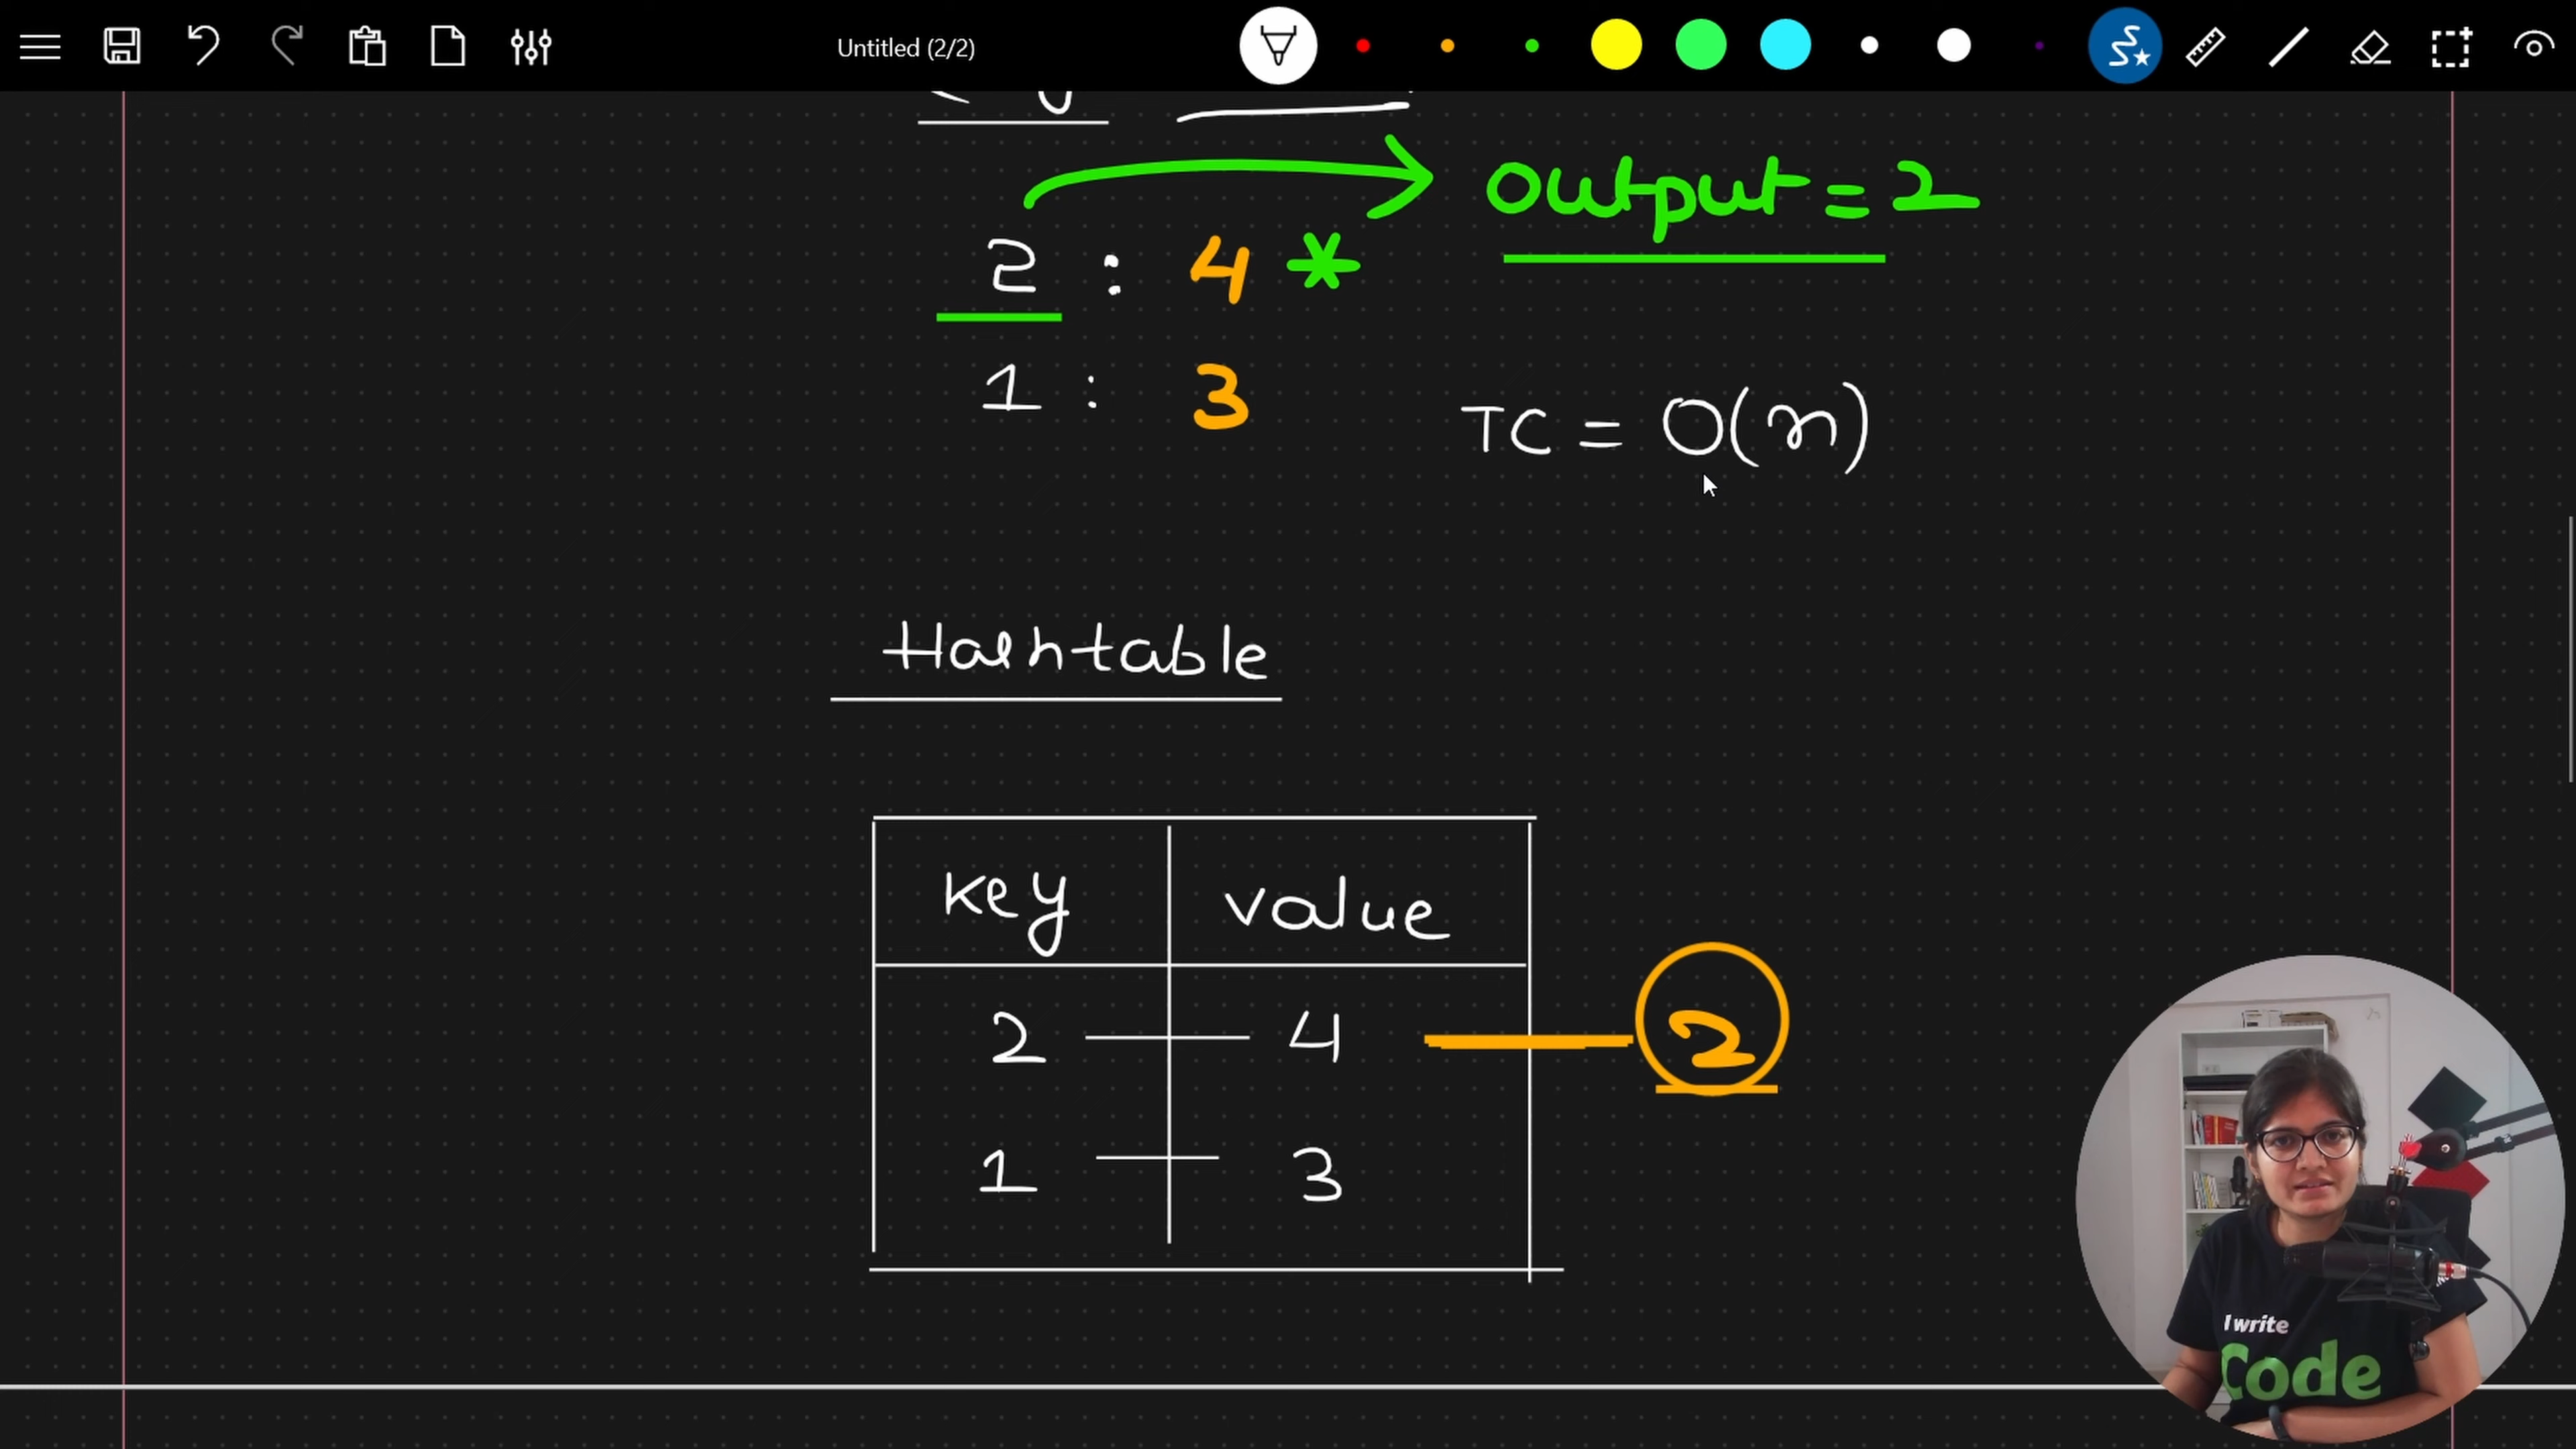 Untitled (2/2)
output = 2
2 : 4 *
1 : 3
TC = O(n)
Hashtable
key value
2 4 2
1 3
I write
Code